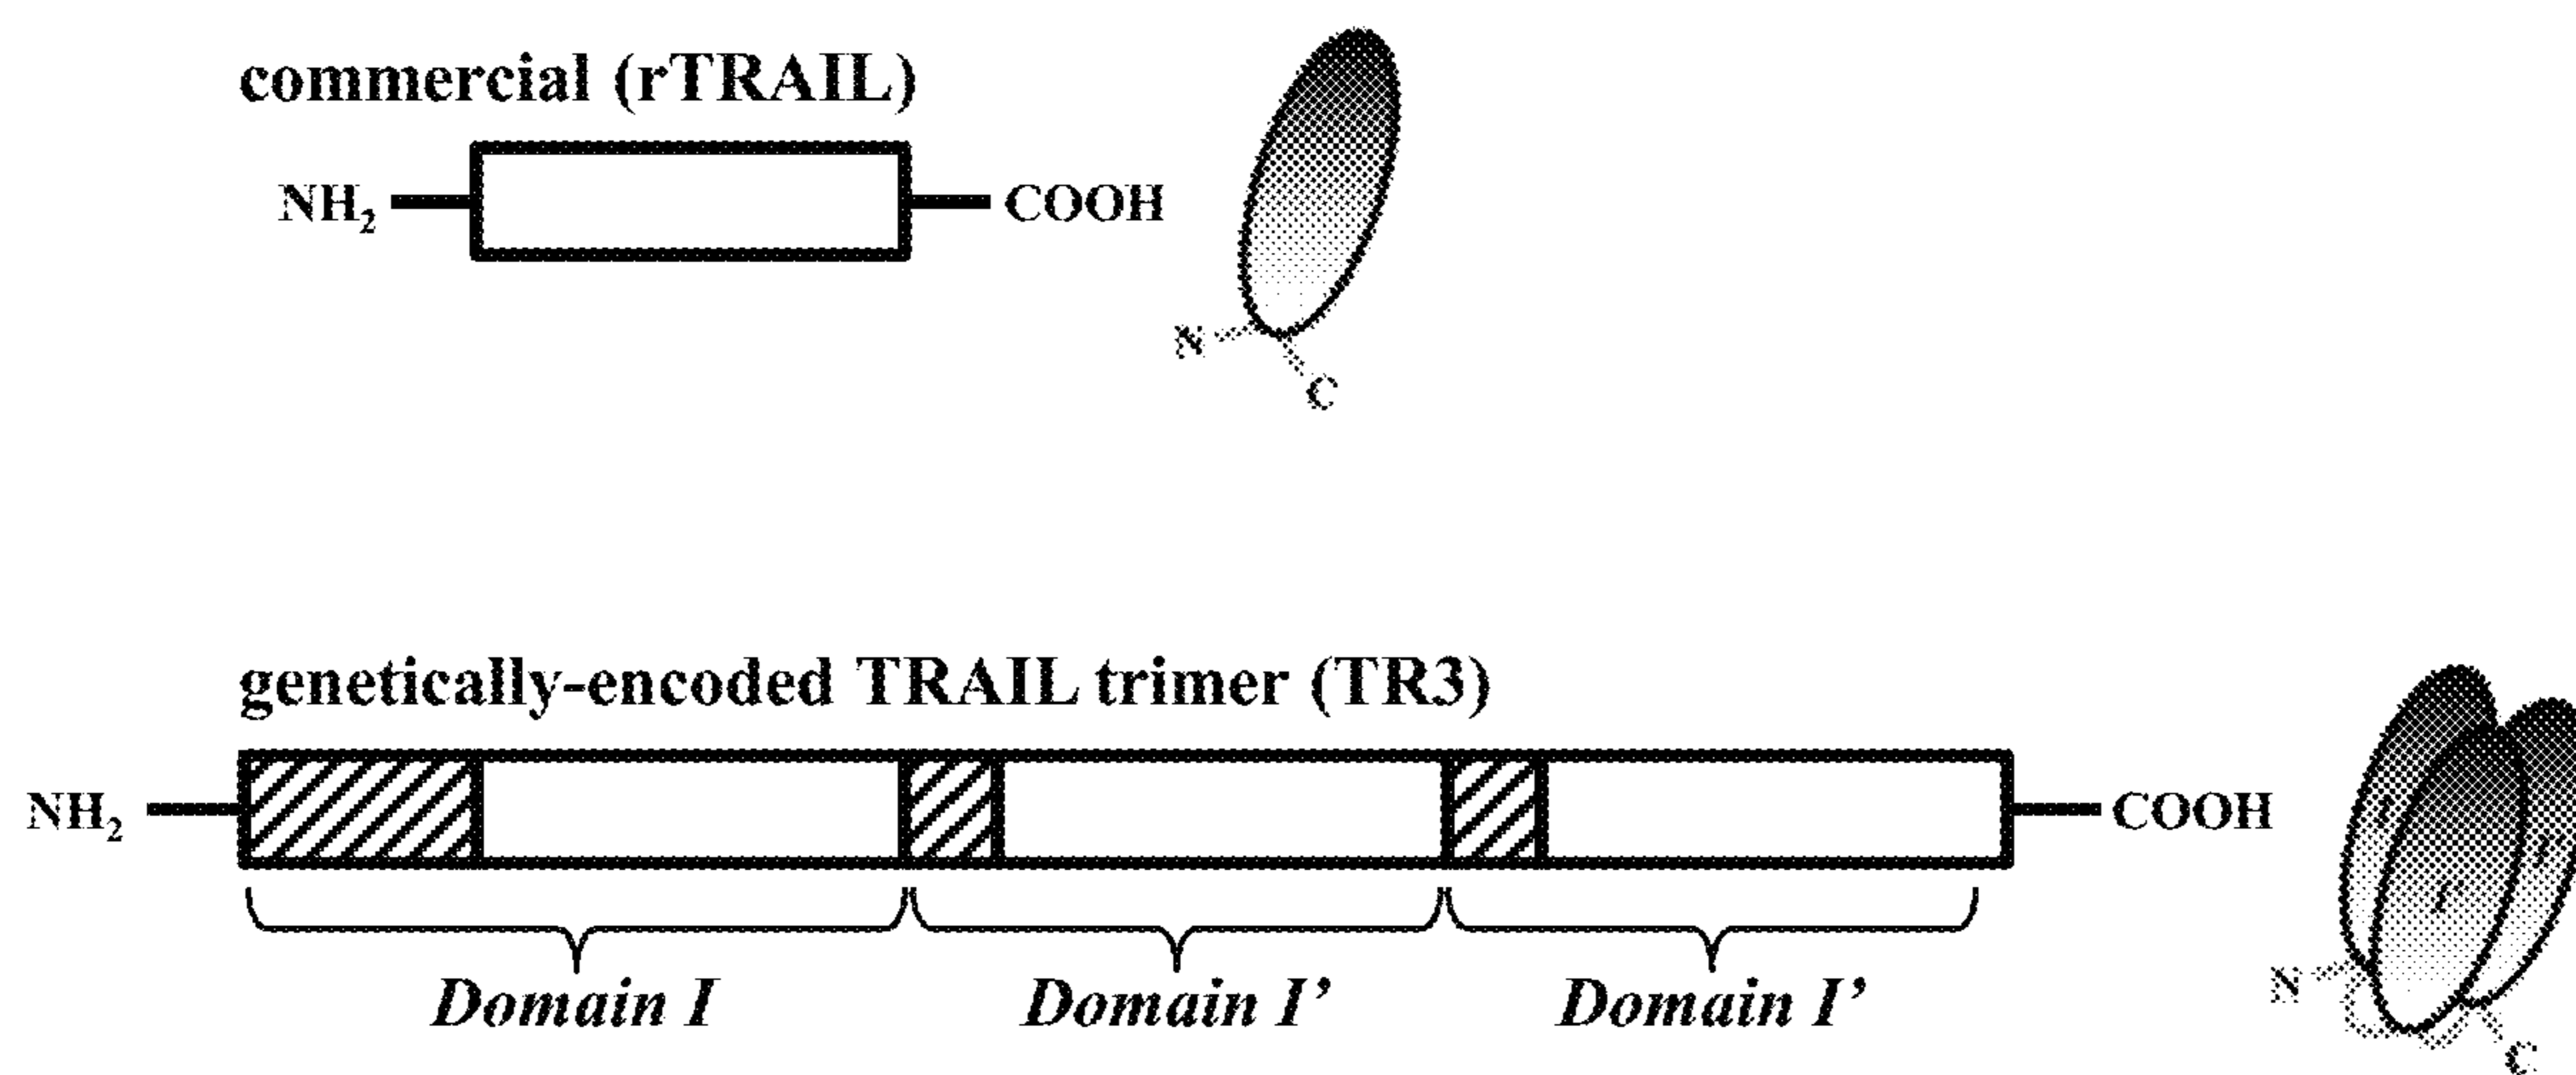 commercial (rTRAIL)
NH₂ COOH
N
C
genetically-encoded TRAIL trimer (TR3)
NH₂ COOH
N
C
Domain I Domain I’ Domain I’